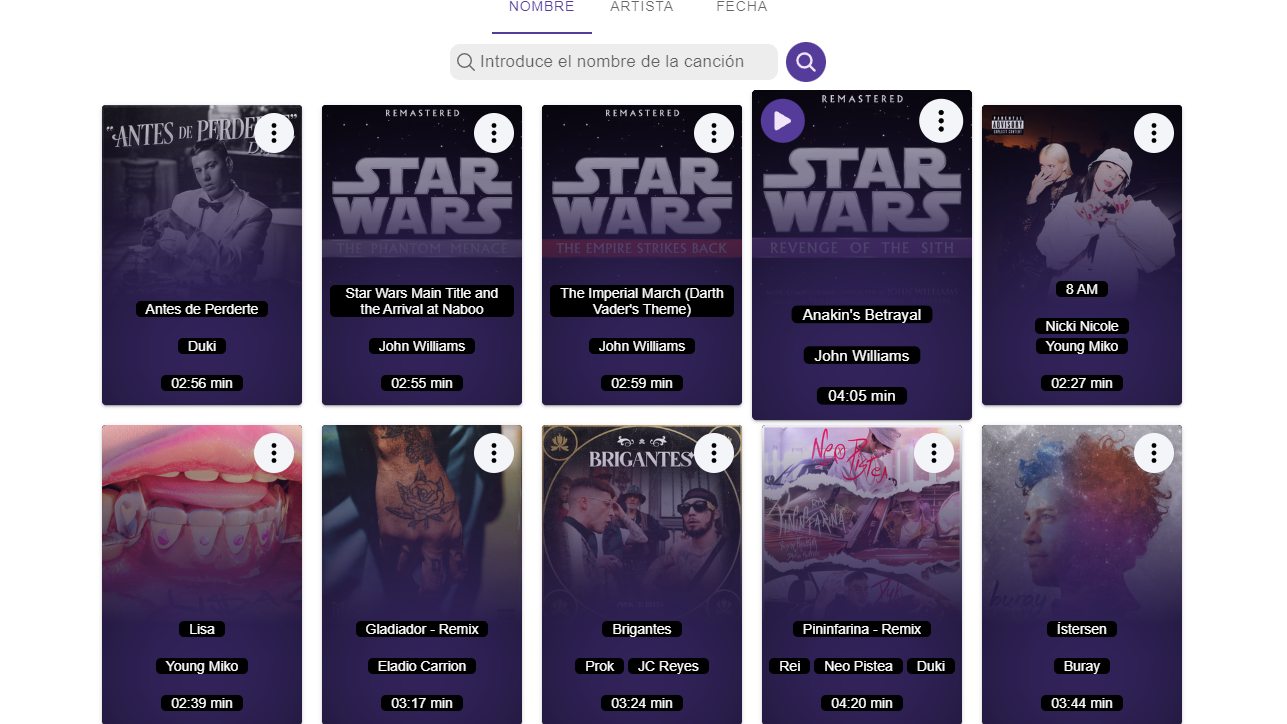 NOMBRE
ARTISTA
FECHA
Introduce el nombre de la canción
"ANTES DE
Antes de Perderte
Duki
02:56 min
REMASTERED
STAR
WARS
THE PHANTOM MENACE
Star Wars Main Title and
the Arrival at Naboo
John Williams
02:55 min
REMASTERED
STAR
WARS
THE EMPIRE STRIKES BACK
The Imperial March (Darth
Vader's Theme)
John Williams
02:59 min
REMASTERED
STAR
WARS
REVENGE OF THE SITH
JOHN WILLIAMS
Anakin's Betrayal
John Williams
04:05 min
PARENTAL
ADVISORY
EXPLICIT CONTENT
8 AM
Nicki Nicole
Young Miko
02:27 min
Lisa
Young Miko
02:39 min
Gladiador - Remix
Eladio Carrion
03:17 min
BRIGANTES
Brigantes
Prok
JC Reyes
03:24 min
Neo
Pistea
PININFARINA
Pininfarina - Remix
Rei
Neo Pistea
Duki
04:20 min
buray
İstersen
Buray
03:44 min